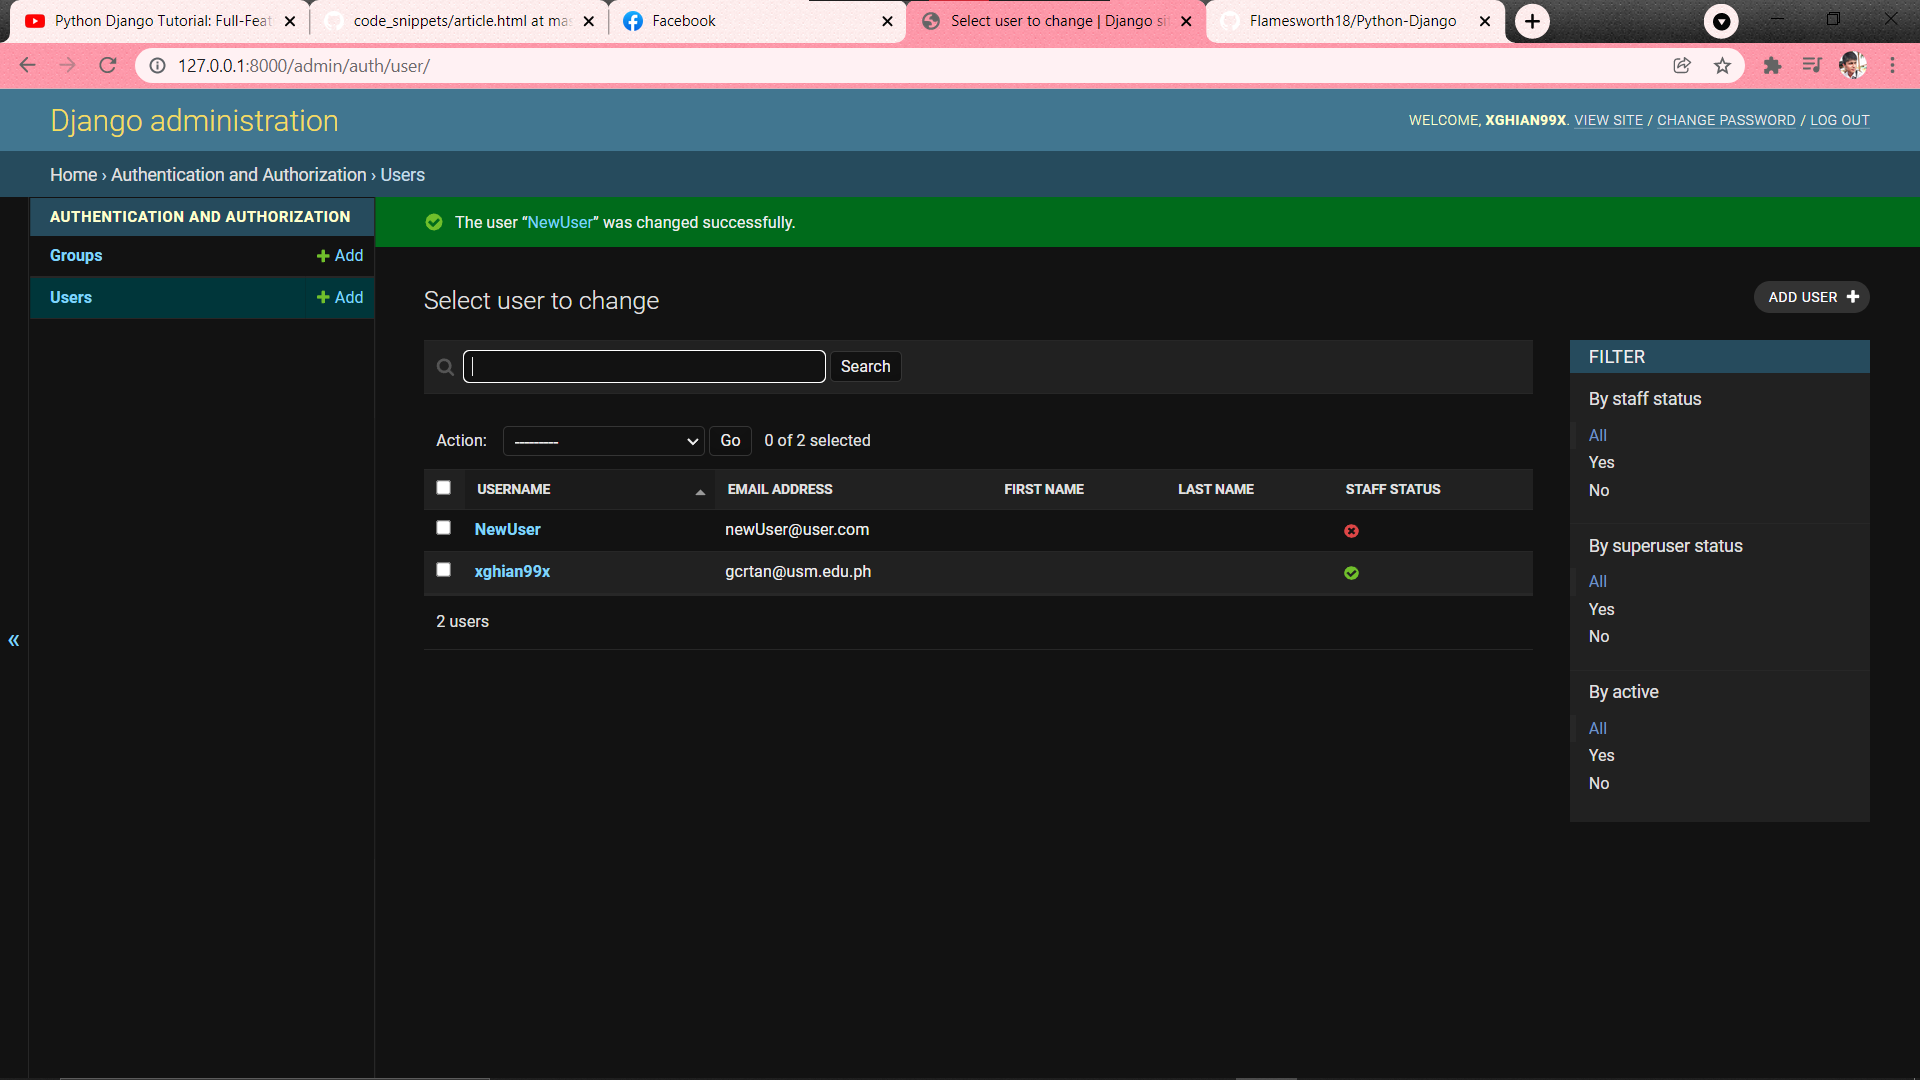 Python Django Tutorial: Full-Feat
code_snippets/article.html at mas
Facebook
Select user to change | Django si
Flamesworth18/Python-Django
127.0.0.1:8000/admin/auth/user/
Django administration
WELCOME, XGHIAN99X. VIEW SITE / CHANGE PASSWORD / LOG OUT
Home › Authentication and Authorization › Users
AUTHENTICATION AND AUTHORIZATION
Groups + Add
Users + Add
The user “NewUser” was changed successfully.
Select user to change
ADD USER +
Search
Action: --------- Go 0 of 2 selected
USERNAME EMAIL ADDRESS FIRST NAME LAST NAME STAFF STATUS
NewUser newUser@user.com
xghian99x gcrtan@usm.edu.ph
2 users
«
FILTER
By staff status
All
Yes
No
By superuser status
All
Yes
No
By active
All
Yes
No